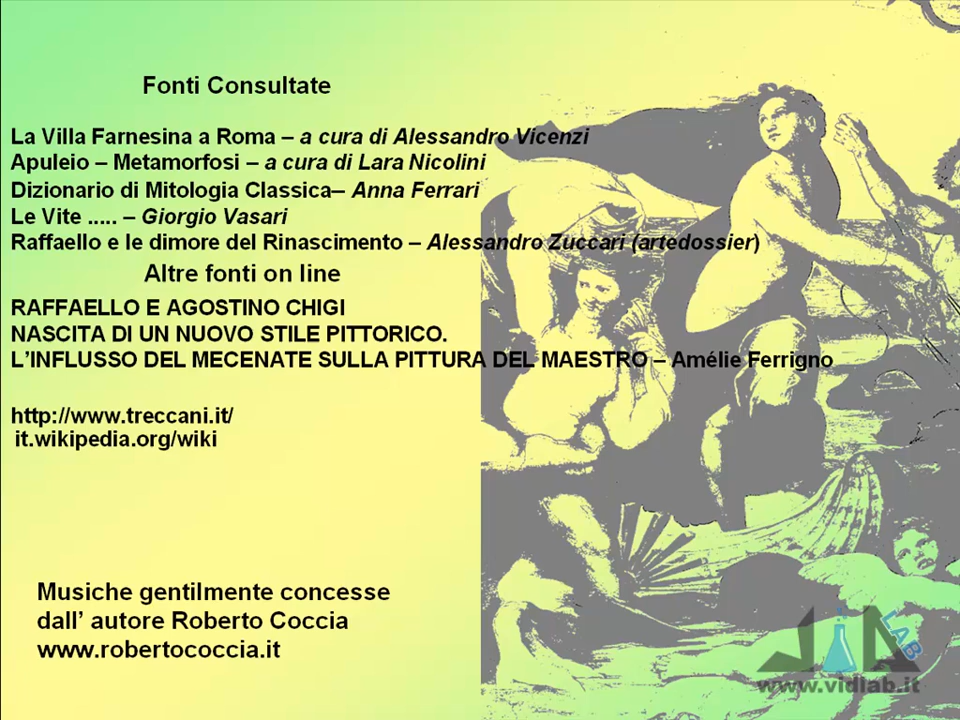 Fonti Consultate
La Villa Farnesina a Roma – a cura di Alessandro Vicenzi
Apuleio – Metamorfosi – a cura di Lara Nicolini
Dizionario di Mitologia Classica– Anna Ferrari
Le Vite ..... – Giorgio Vasari
Raffaello e le dimore del Rinascimento – Alessandro Zuccari (artedossier)
Altre fonti on line
RAFFAELLO E AGOSTINO CHIGI
NASCITA DI UN NUOVO STILE PITTORICO.
L'INFLUSSO DEL MECENATE SULLA PITTURA DEL MAESTRO – Amélie Ferrigno
http://www.treccani.it/
it.wikipedia.org/wiki
Musiche gentilmente concesse
dall' autore Roberto Coccia
www.robertococcia.it
LAB
www.vidlab.it